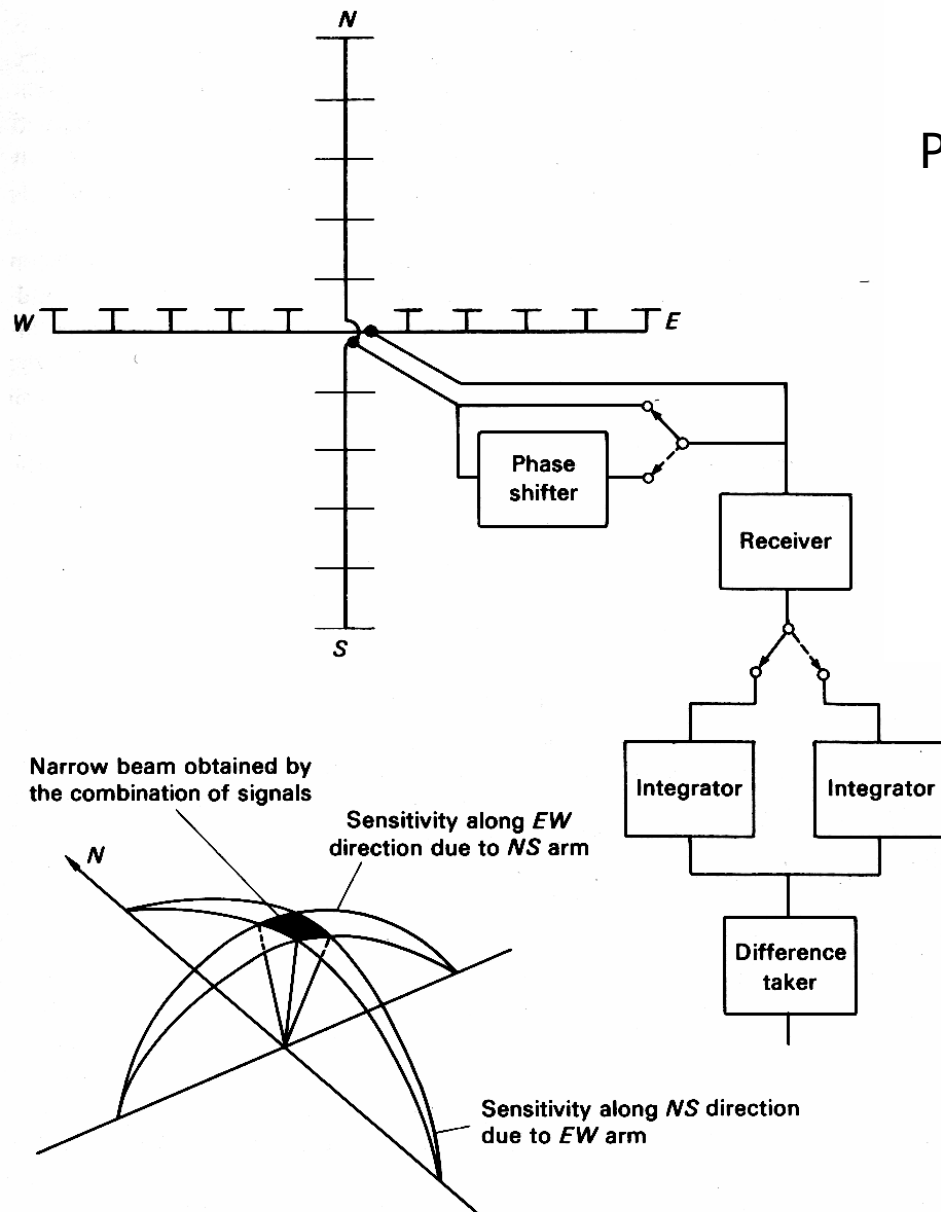 N
P
W
E
Phase
shifter
Receiver
S
Integrator
Integrator
Narrow beam obtained by
the combination of signals
Sensitivity along EW
direction due to NS arm
N
Difference
taker
Sensitivity along NS direction
due to EW arm